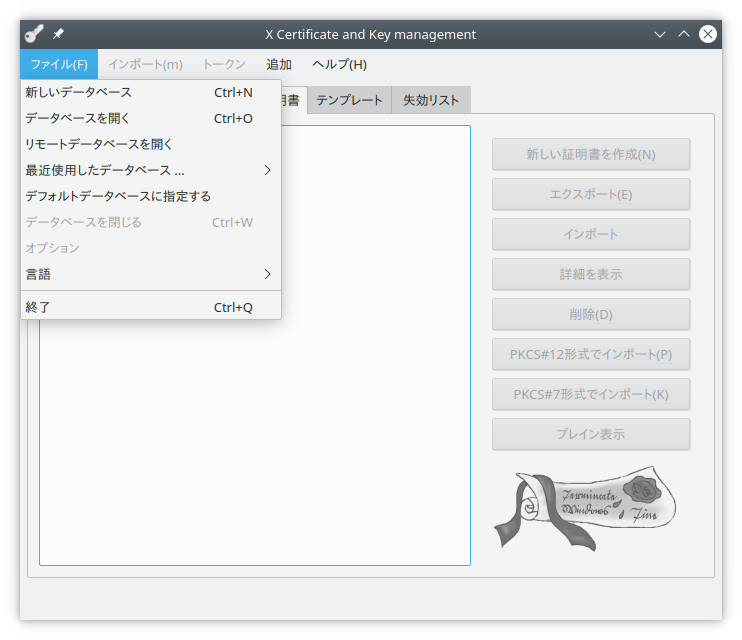 X Certificate and Key management
ファイル(F) インポート(m) トークン 追加 ヘルプ(H)
新しいデータベース Ctrl+N
データベースを開く Ctrl+O
リモートデータベースを開く
最近使用したデータベース ...
デフォルトデータベースに指定する
データベースを閉じる Ctrl+W
オプション
言語
終了 Ctrl+Q
明書 テンプレート 失効リスト
新しい証明書を作成(N)
エクスポート(E)
インポート
詳細を表示
削除(D)
PKCS#12形式でインポート(P)
PKCS#7形式でインポート(K)
プレイン表示